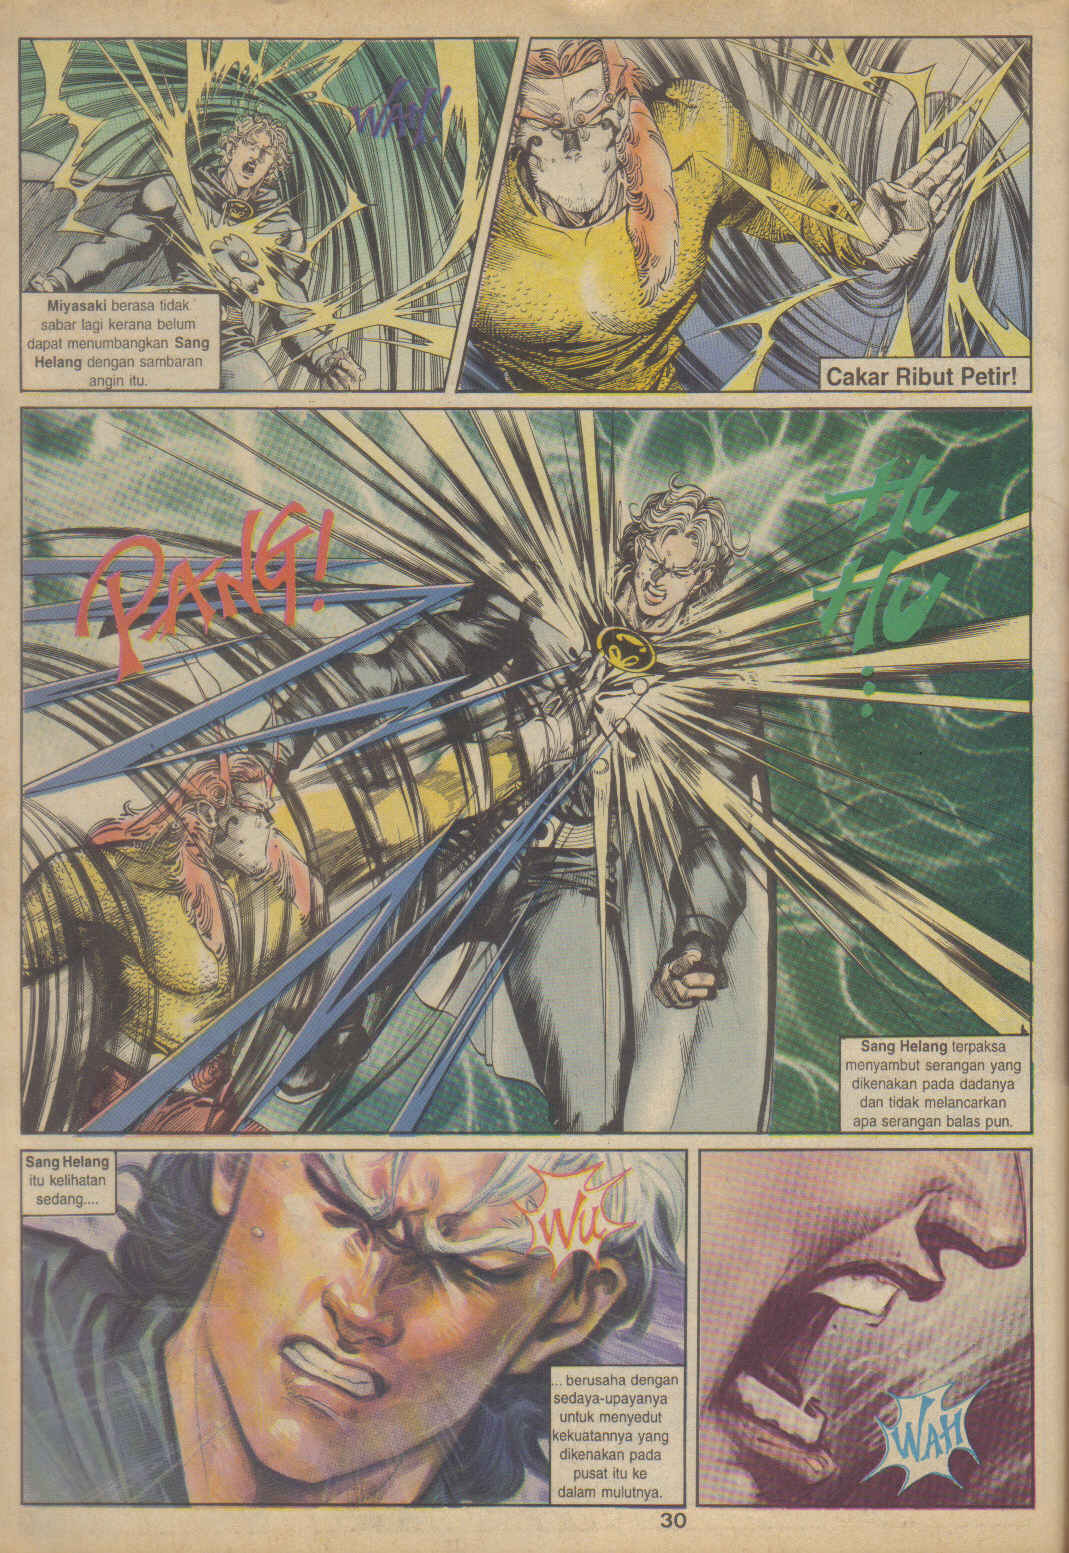 WAH!
Miyasaki berasa tidak
sabar lagi kerana belum
dapat menumbangkan Sang
Helang dengan sambaran
angin itu.
Cakar Ribut Petir!
PANG!
HU
HU
...
Sang Helang terpaksa
menyambut serangan yang
dikenakan pada dadanya
dan tidak melancarkan
apa serangan balas pun.
Sang Helang
itu kelihatan
sedang....
WU
... berusaha dengan
sedaya-upayanya
untuk menyedut
kekuatannya yang
dikenakan pada
pusat itu ke
dalam mulutnya.
WAH
30